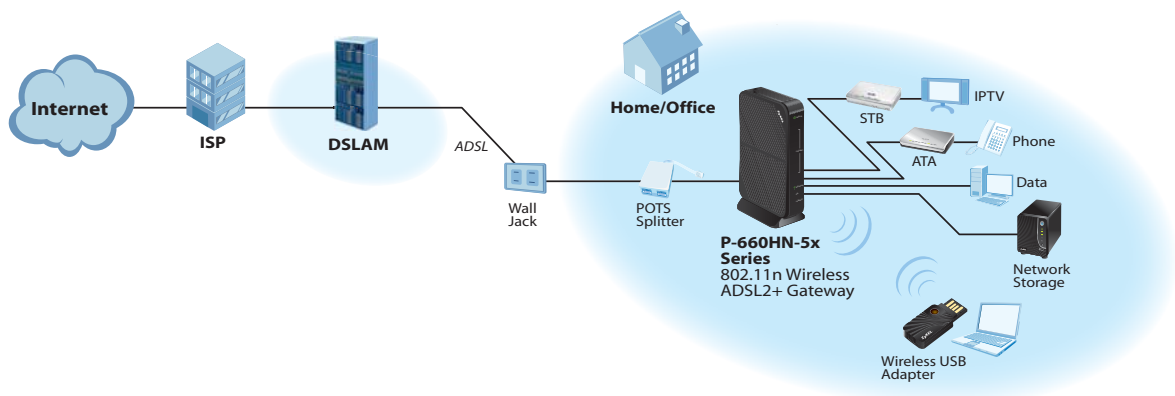 Internet
ISP
DSLAM
ADSL
Wall
Jack
Home/Office
POTS
Splitter
P-660HN-5x
Series
802.11n Wireless
ADSL2+ Gateway
STB
IPTV
ATA
Phone
Data
Network
Storage
Wireless USB
Adapter